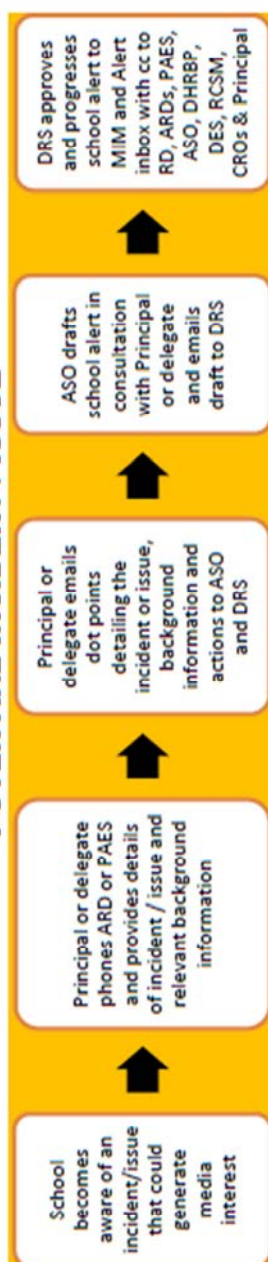 School
becomes
aware of an
incident/issue
that could
generate
media
interest
Principal or delegate
phones ARD or PAES
and provides details
of incident / issue and
relevant background
information
Principal or
delegate emails
dot points
detailing the
incident or issue,
background
information and
actions to ASO
and DRS
ASO drafts
school alert in
consultation
with Principal
or delegate
and emails
draft to DRS
DRS approves
and progresses
school alert to
MIM and Alert
inbox with cc to
RD, ARDs, PAES,
ASO, DHRBP,
DES, RCSM,
CROs & Principal